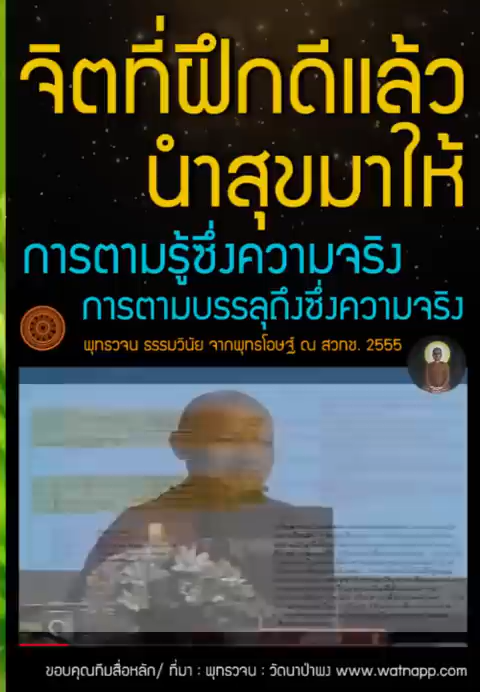 จิตที่ฝึกดีแล้ว
นำสุขมาให้
การตามรู้ซึ่งความจริง
การตามบรรลุถึงซึ่งความจริง
พุทธวจน ธรรมวินัย จากพุทธโอษฐ์ ณ สวทช. 2555
ขอบคุณทีมสื่อหลัก/ ที่มา : พุทธวจน : วัดนาป่าพง www.watnapp.com